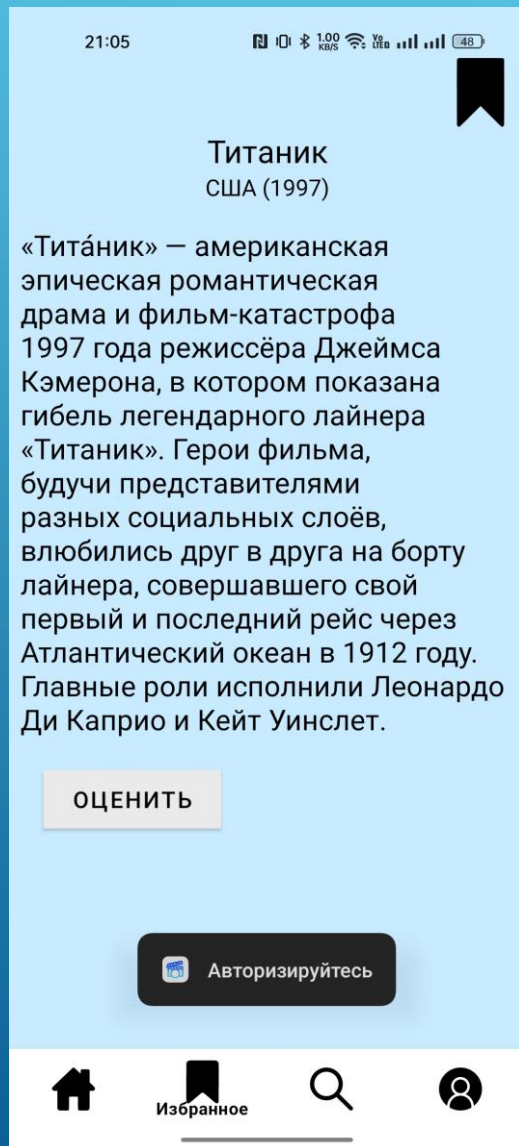 21:05 1.00 KB/S Vo LTE 48
Титаник
США (1997)
«Тита́ник» — американская
эпическая романтическая
драма и фильм-катастрофа
1997 года режиссёра Джеймса
Кэмерона, в котором показана
гибель легендарного лайнера
«Титаник». Герои фильма,
будучи представителями
разных социальных слоёв,
влюбились друг в друга на борту
лайнера, совершавшего свой
первый и последний рейс через
Атлантический океан в 1912 году.
Главные роли исполнили Леонардо
Ди Каприо и Кейт Уинслет.
ОЦЕНИТЬ
Авторизируйтесь
Избранное